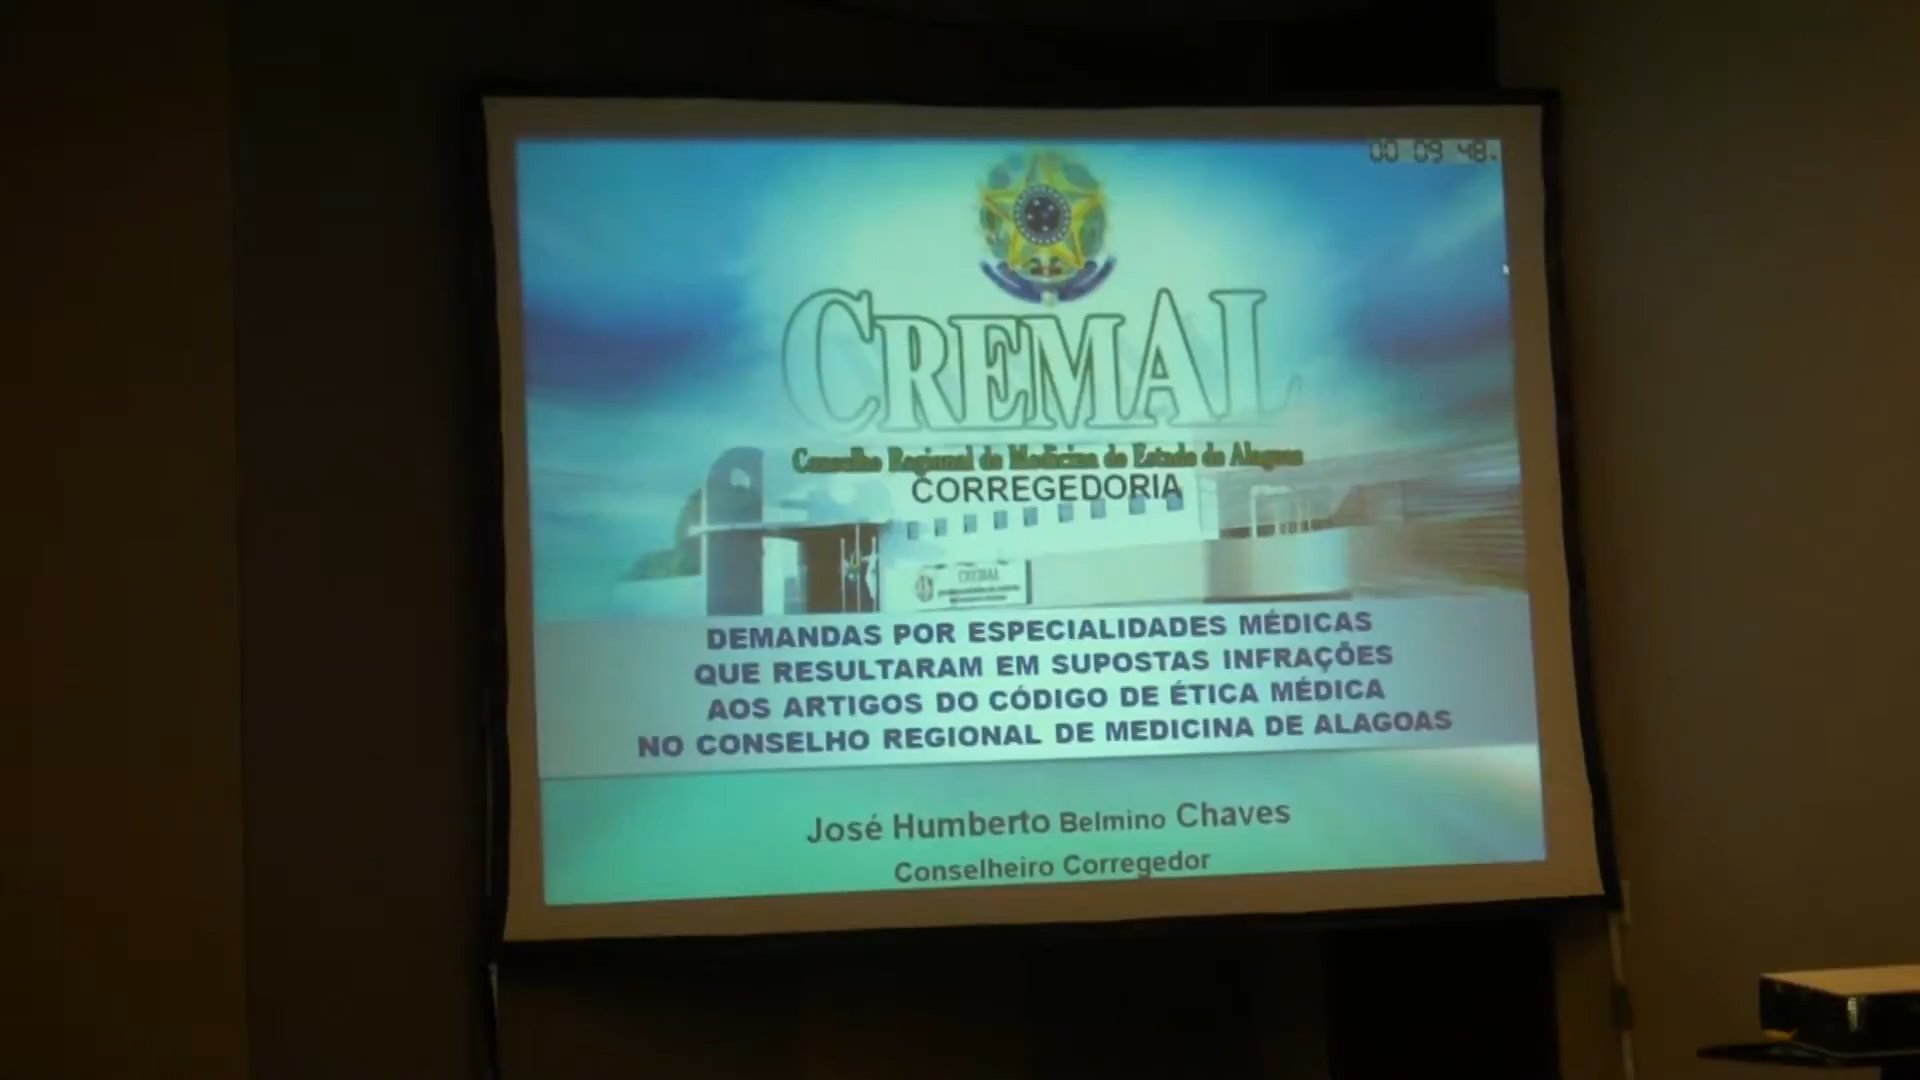 00 09 48.
CREMAL
Conselho Regional de Medicina do Estado de Alagoas
CORREGEDORIA
CREMAL
DEMANDAS POR ESPECIALIDADES MÉDICAS
QUE RESULTARAM EM SUPOSTAS INFRAÇÕES
AOS ARTIGOS DO CÓDIGO DE ÉTICA MÉDICA
NO CONSELHO REGIONAL DE MEDICINA DE ALAGOAS
José Humberto Belmino Chaves
Conselheiro Corregedor